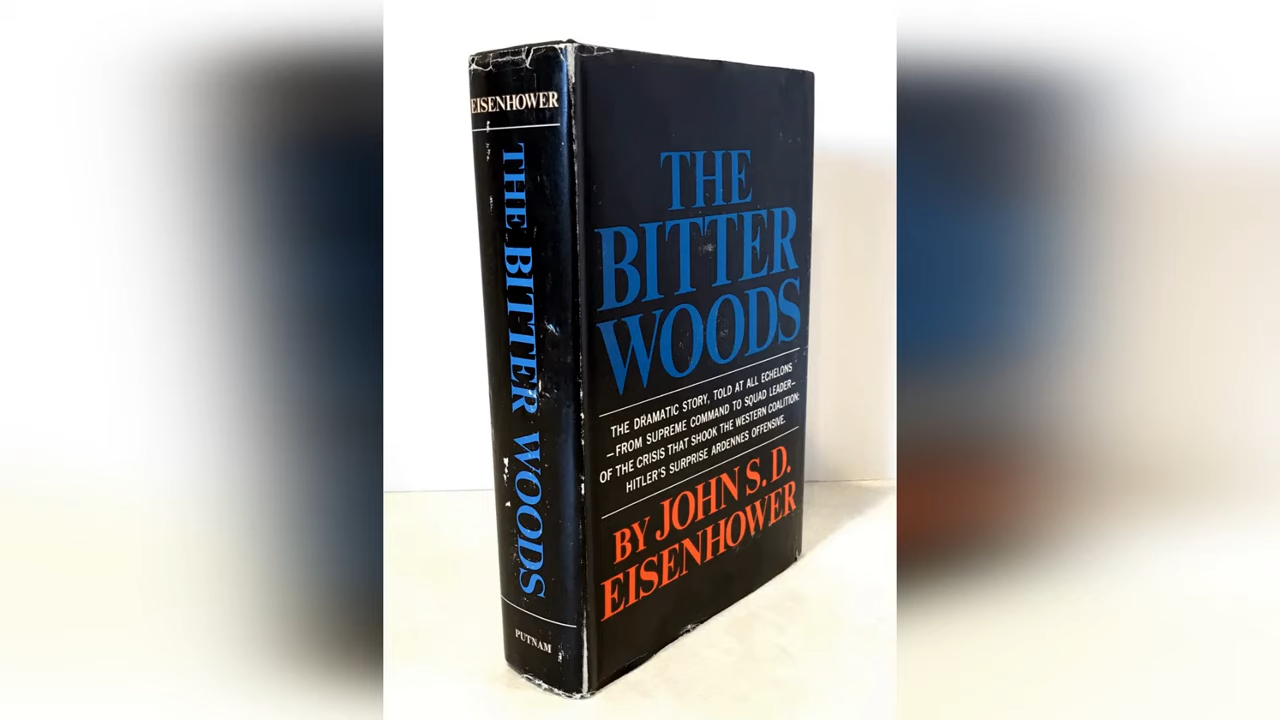 EISENHOWER
THE BITTER WOODS
PUTNAM
THE
BITTER
WOODS
THE DRAMATIC STORY, TOLD AT ALL ECHELONS
—FROM SUPREME COMMAND TO SQUAD LEADER—
OF THE CRISIS THAT SHOOK THE WESTERN COALITION:
HITLER'S SURPRISE ARDENNES OFFENSIVE.
BY JOHN S. D.
EISENHOWER